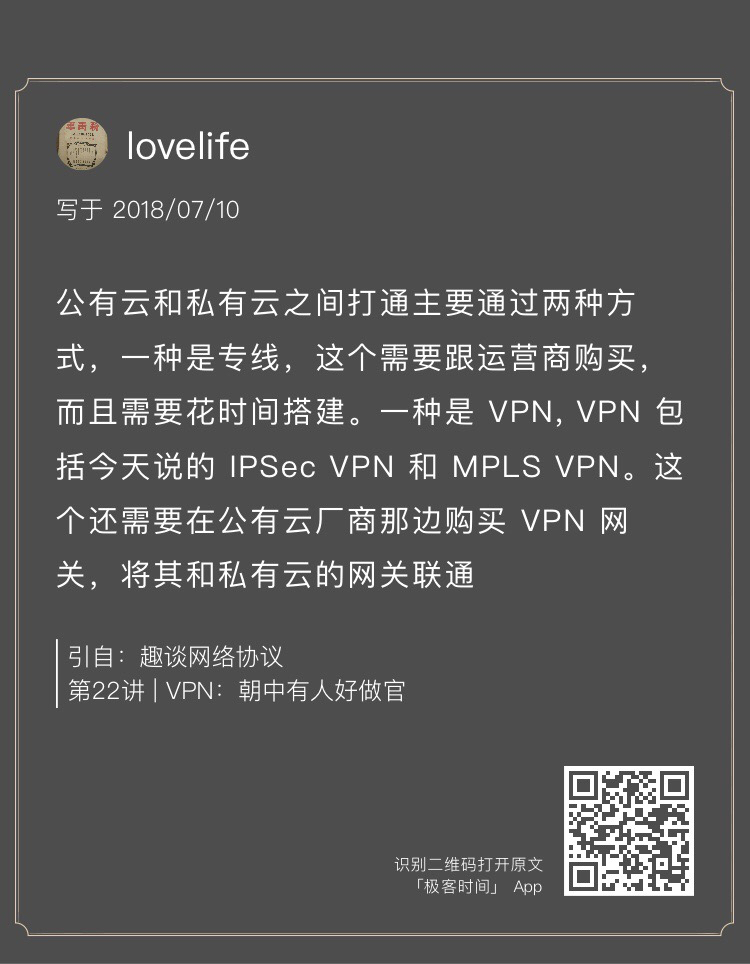 lovelife
写于 2018/07/10
公有云和私有云之间打通主要通过两种方
式，一种是专线，这个需要跟运营商购买，
而且需要花时间搭建。一种是 VPN, VPN 包
括今天说的 IPSec VPN 和 MPLS VPN。这
个还需要在公有云厂商那边购买 VPN 网
关，将其和私有云的网关联通
引自：趣谈网络协议
第22讲 | VPN：朝中有人好做官
识别二维码打开原文
「极客时间」 App